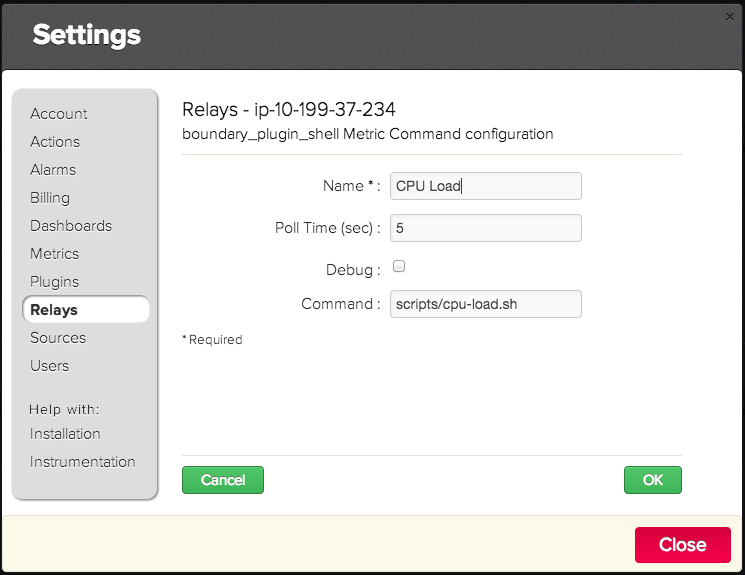 Settings
×
Account
Actions
Alarms
Billing
Dashboards
Metrics
Plugins
Relays
Sources
Users
Help with:
Installation
Instrumentation
Relays - ip-10-199-37-234
boundary_plugin_shell Metric Command configuration
Name * : CPU Load
Poll Time (sec) : 5
Debug :
Command : scripts/cpu-load.sh
* Required
Cancel OK
Close